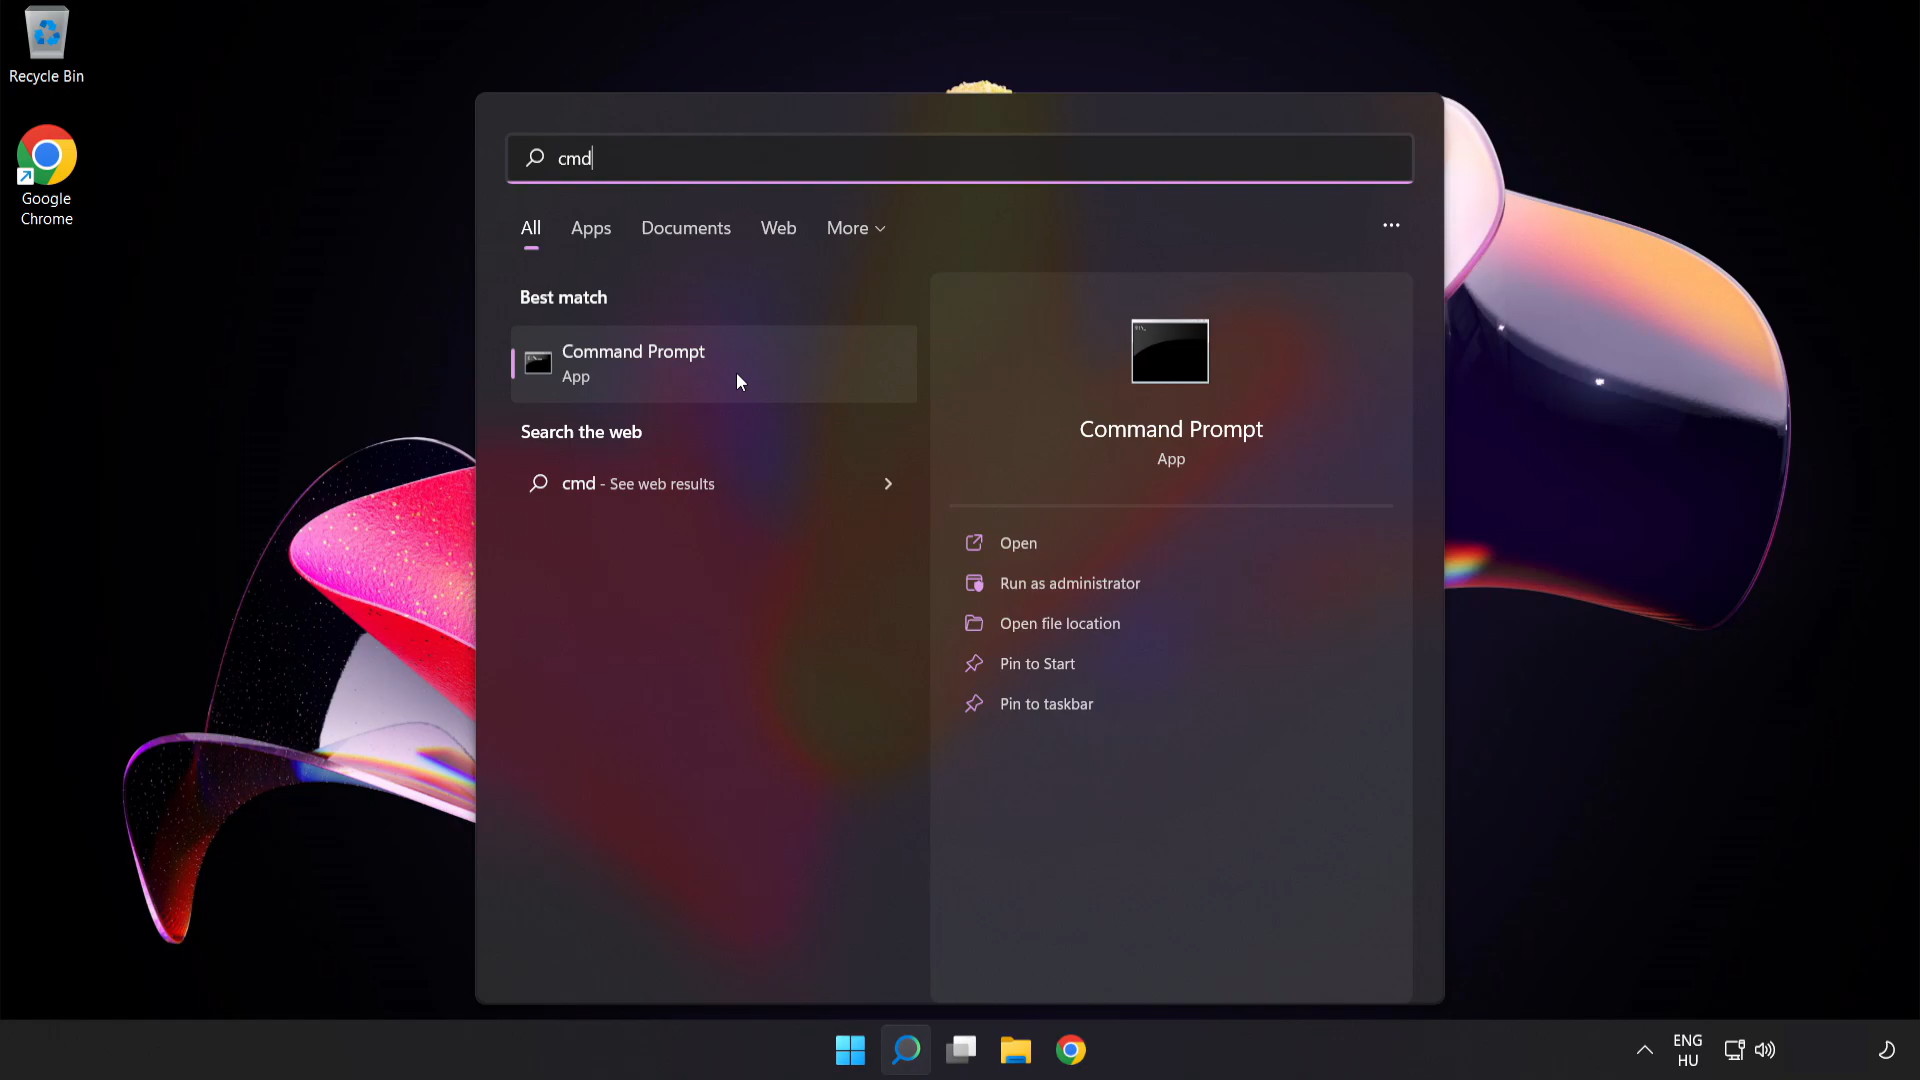 Recycle Bin
Google
Chrome
cmd
All Apps Documents Web More
Best match
Command Prompt
App
Search the web
cmd - See web results
Command Prompt
App
Open
Run as administrator
Open file location
Pin to Start
Pin to taskbar
ENG
HU